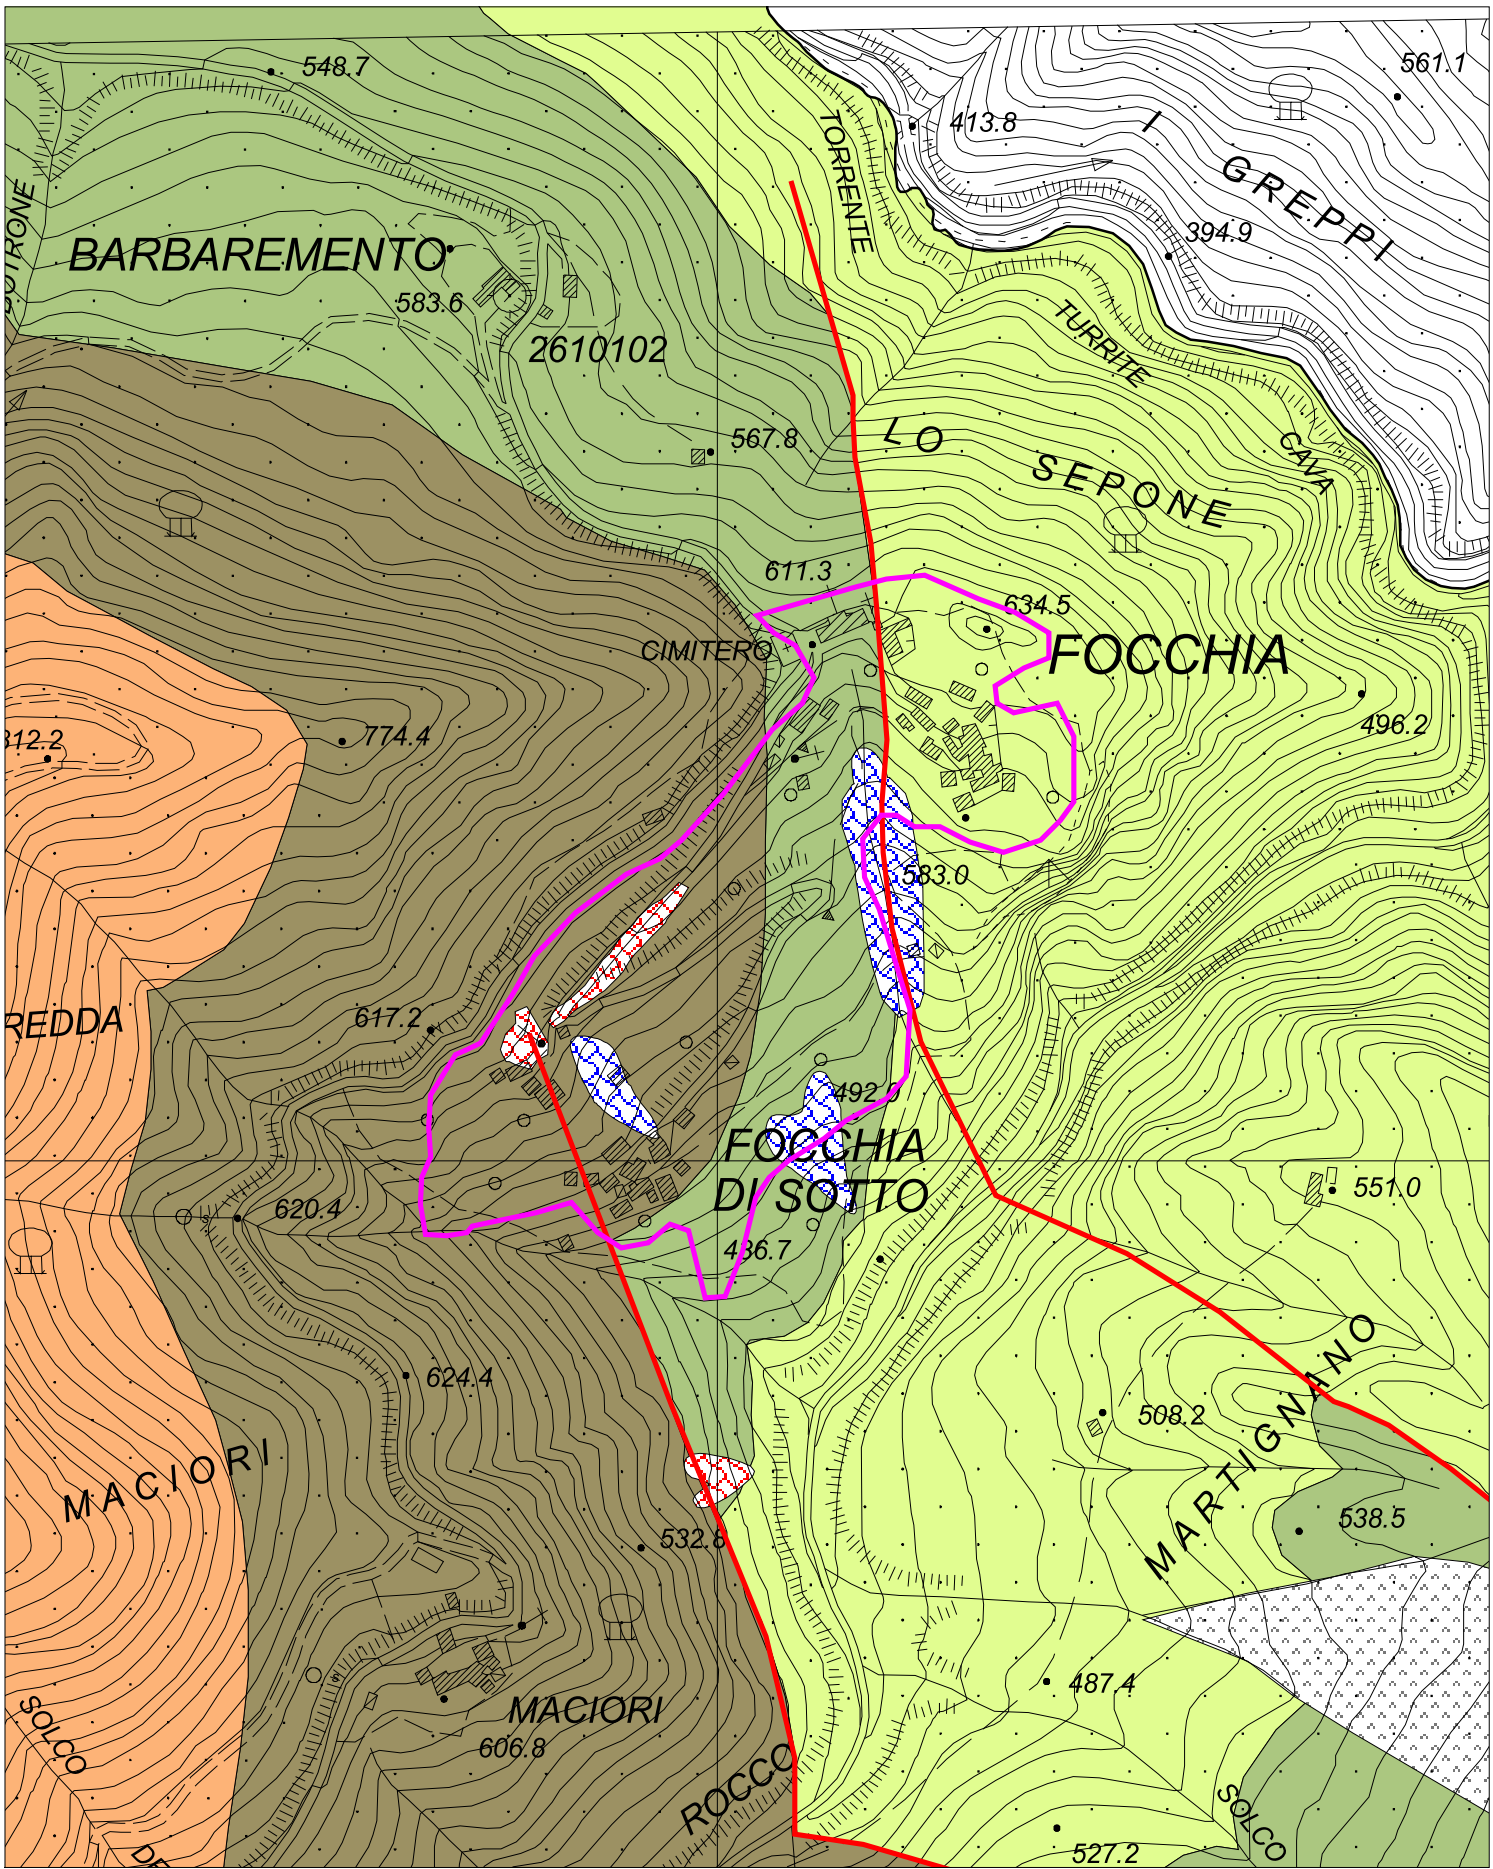 548.7
561.1
413.8
TORRENTE
I GREPPI
394.9
BARBAREMENTO
583.6
2610102
TURRITE
CAVA
567.8
LO SEPONE
611.3
634.5
CIMITERO
FOCCHIA
496.2
774.4
312.2
583.0
REDDA
617.2
492.0
FOCCHIA
DI SOTTO
486.7
620.4
551.0
624.4
508.2
MARTIGNANO
MACIORI
538.5
532.8
487.4
MACIORI
606.8
SOLCO
ROCCO
SOLCO
527.2